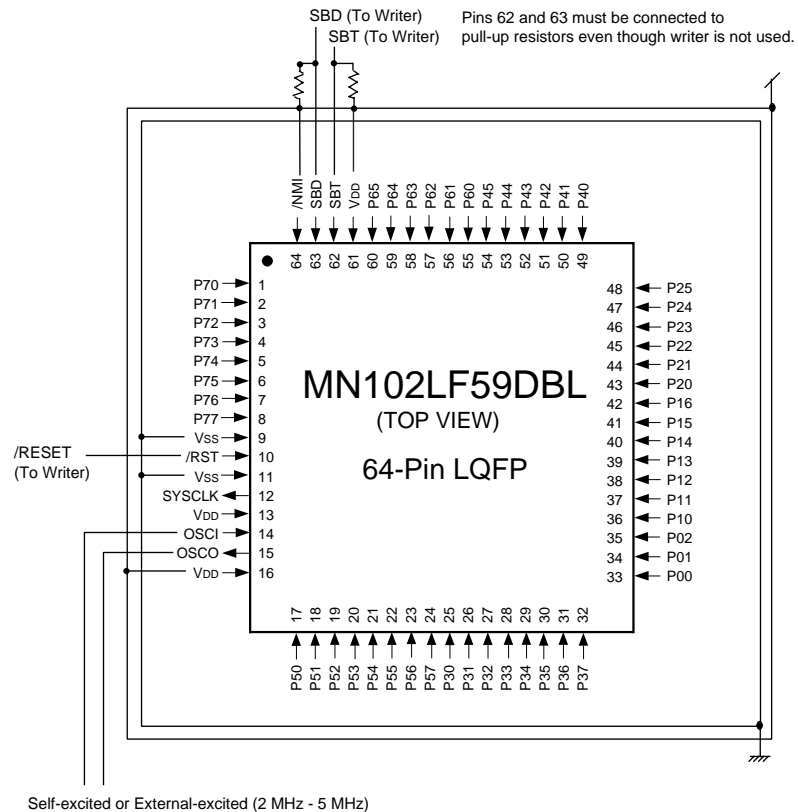 SBD (To Writer)
SBT (To Writer)
Pins 62 and 63 must be connected to
pull-up resistors even though writer is not used.
/NMI
SBD
SBT
VDD
P65
P64
P63
P62
P61
P60
P45
P44
P43
P42
P41
P40
64
63
62
61
60
59
58
57
56
55
54
53
52
51
50
49
P70 1
P71 2
P72 3
P73 4
P74 5
P75 6
P76 7
P77 8
Vss 9
/RESET
(To Writer)
/RST 10
Vss 11
SYSCLK 12
VDD 13
OSCI 14
OSCO 15
VDD 16
MN102LF59DBL
(TOP VIEW)
64-Pin LQFP
48 P25
47 P24
46 P23
45 P22
44 P21
43 P20
42 P16
41 P15
40 P14
39 P13
38 P12
37 P11
36 P10
35 P02
34 P01
33 P00
17
18
19
20
21
22
23
24
25
26
27
28
29
30
31
32
P50
P51
P52
P53
P54
P55
P56
P57
P30
P31
P32
P33
P34
P35
P36
P37
Self-excited or External-excited (2 MHz - 5 MHz)